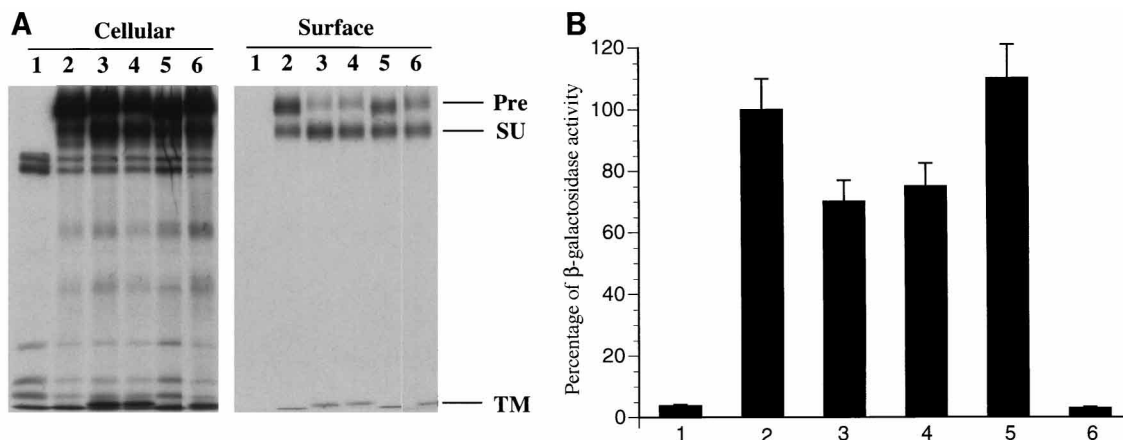 A
Cellular
Surface
1 2 3 4 5 6
1 2 3 4 5 6
Pre
SU
TM
B
Percentage of β-galactosidase activity
120
100
80
60
40
20
0
1 2 3 4 5 6